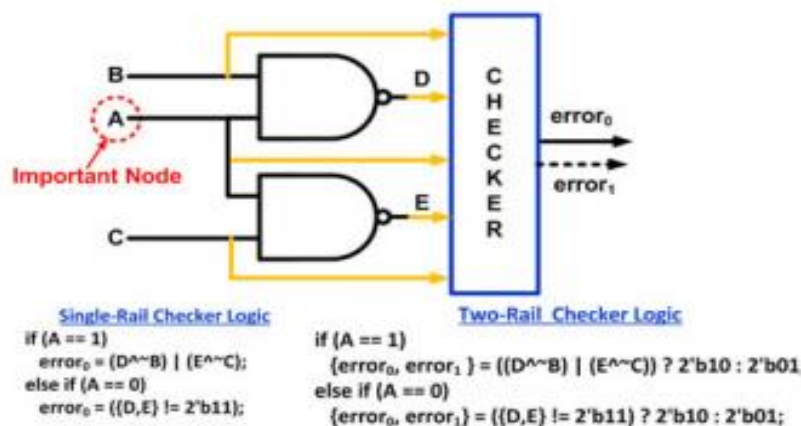 B
D
CHECKER
error₀
A
Important Node
error₁
E
C
Single-Rail Checker Logic
if (A == 1)
error₀ = (D^~B) | (E^~C);
else if (A == 0)
error₀ = ({D,E} != 2'b11);
Two-Rail Checker Logic
if (A == 1)
{error₀, error₁ } = ((D^~B) | (E^~C)) ? 2'b10 : 2'b01
else if (A == 0)
{error₀, error₁} = ({D,E} != 2'b11) ? 2'b10 : 2'b01;